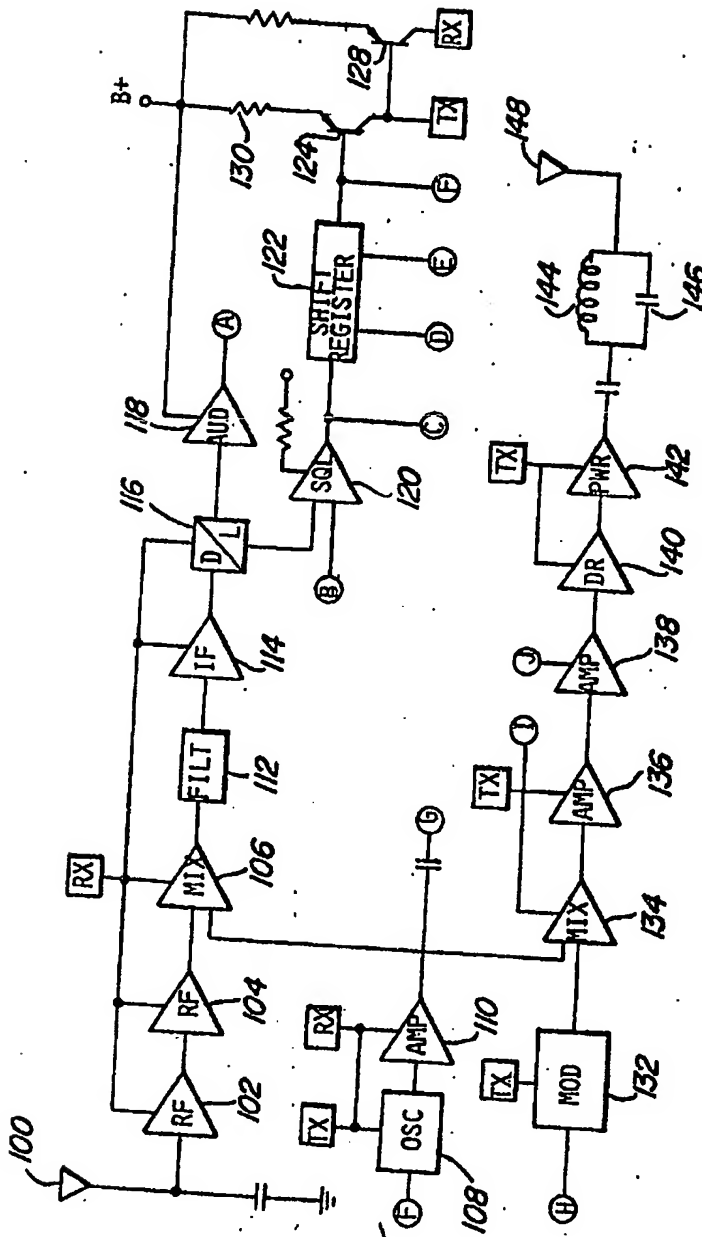 100
RF
102
RF
104
RX
MIX
106
FILT
112
IF
114
D
L
116
AUD
118
A
B+
130
124
128
RX
TX
F
SHIFT
REGISTER
122
E
D
C
SQL
120
B
F
OSC
108
TX
RX
AMP
110
G
H
MOD
132
TX
MIX
134
I
TX
AMP
136
J
AMP
138
DR
140
TX
PWR
142
144
146
148